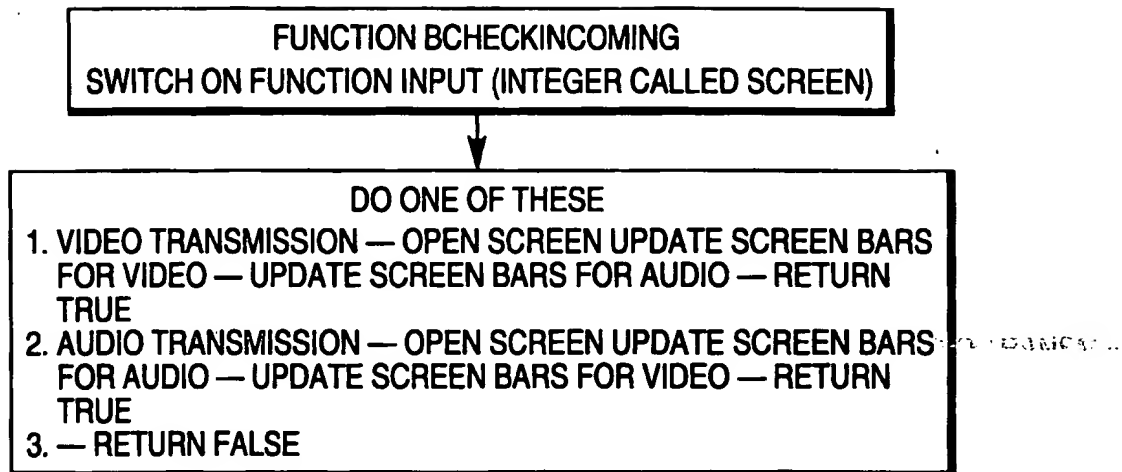 FUNCTION BCHECKINCOMING
SWITCH ON FUNCTION INPUT (INTEGER CALLED SCREEN)
DO ONE OF THESE
1. VIDEO TRANSMISSION — OPEN SCREEN UPDATE SCREEN BARS
FOR VIDEO — UPDATE SCREEN BARS FOR AUDIO — RETURN
TRUE
2. AUDIO TRANSMISSION — OPEN SCREEN UPDATE SCREEN BARS
FOR AUDIO — UPDATE SCREEN BARS FOR VIDEO — RETURN
TRUE
3. — RETURN FALSE